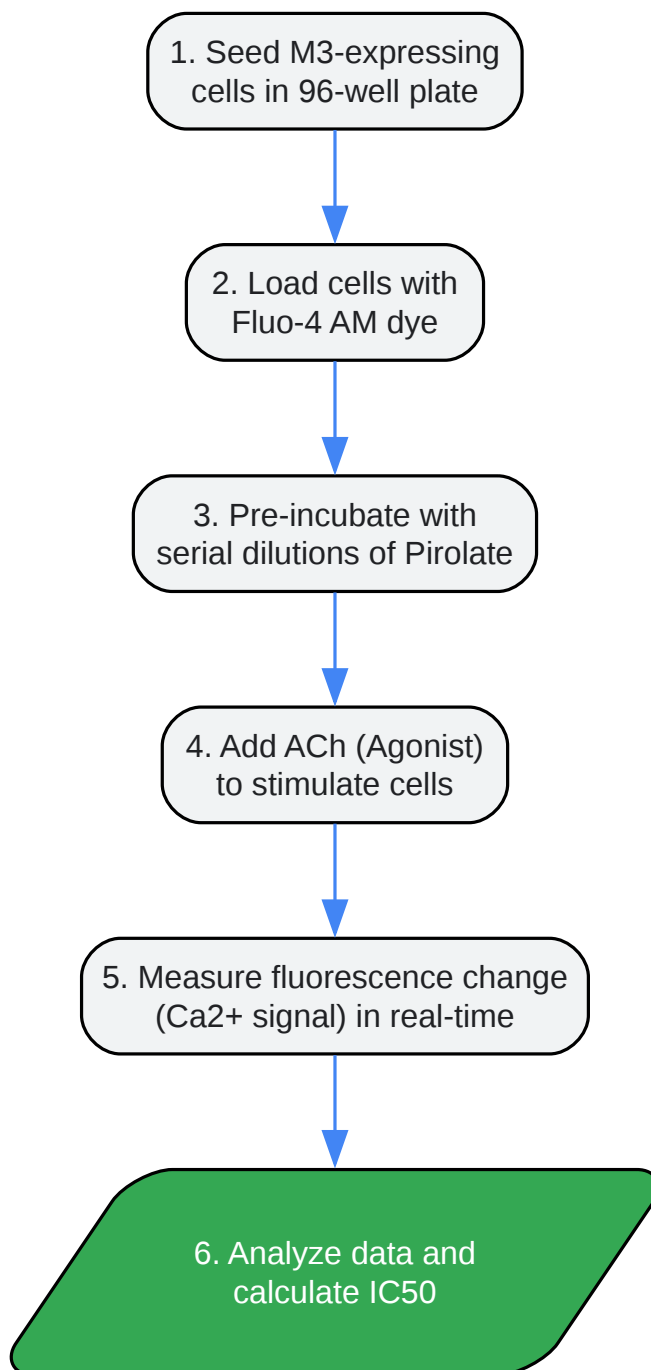 1. Seed M3-expressing
cells in 96-well plate
2. Load cells with
Fluo-4 AM dye
3. Pre-incubate with
serial dilutions of Pirolate
4. Add ACh (Agonist)
to stimulate cells
5. Measure fluorescence change
(Ca2+ signal) in real-time
6. Analyze data and
calculate IC50